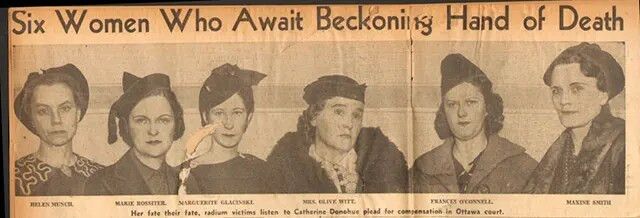 Six Women Who Await Beckoning Hand of Death
HELEN MUNCH. MARIE ROSSITER. MARGUERITE GLACINSKI. MRS. OLIVE WITT. FRANCES O'CONNELL. MAXINE SMITH
Her fate their fate, radium victims listen to Catherine Donohue plead for compensation in Ottawa court.